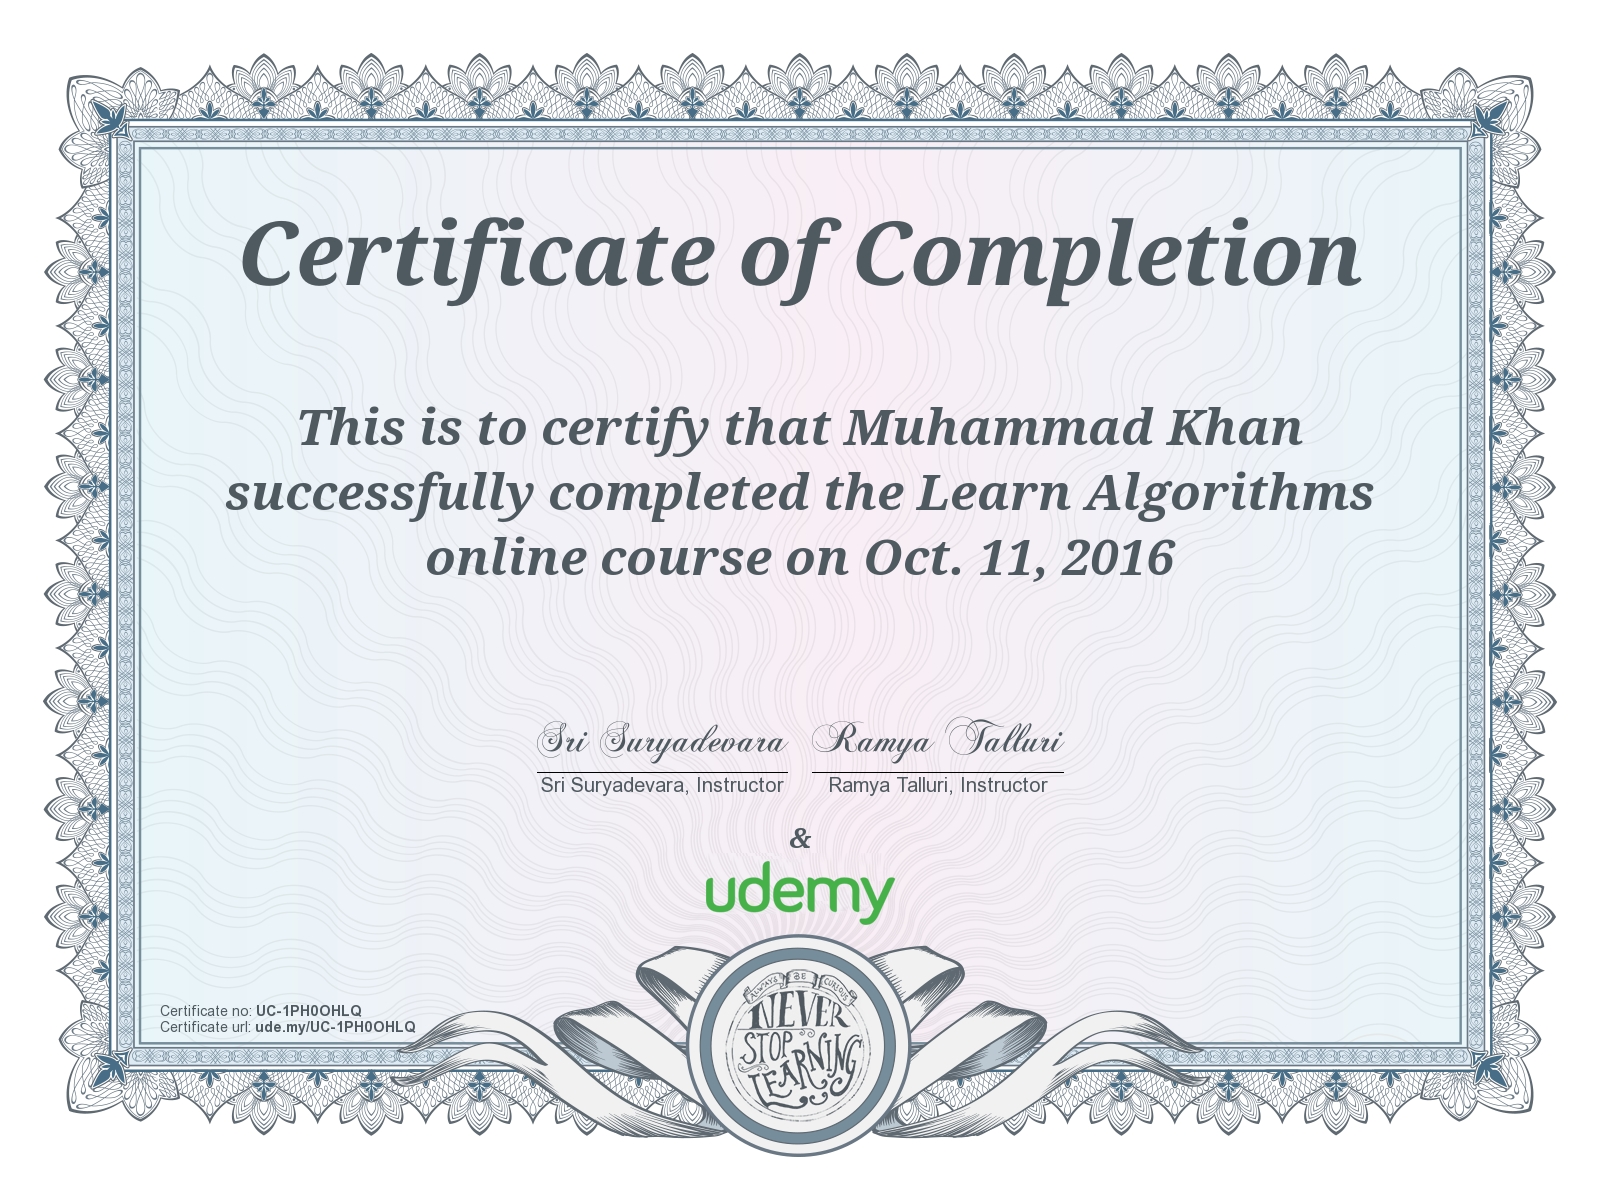 Certificate of Completion
This is to certify that Muhammad Khan
successfully completed the Learn Algorithms
online course on Oct. 11, 2016
Sri Suryadevara Ramya Talluri
Sri Suryadevara, Instructor Ramya Talluri, Instructor
&
udemy
ALWAYS BE CURIOUS
NEVER
STOP
LEARNING
Certificate no: UC-1PH0OHLQ
Certificate url: ude.my/UC-1PH0OHLQ